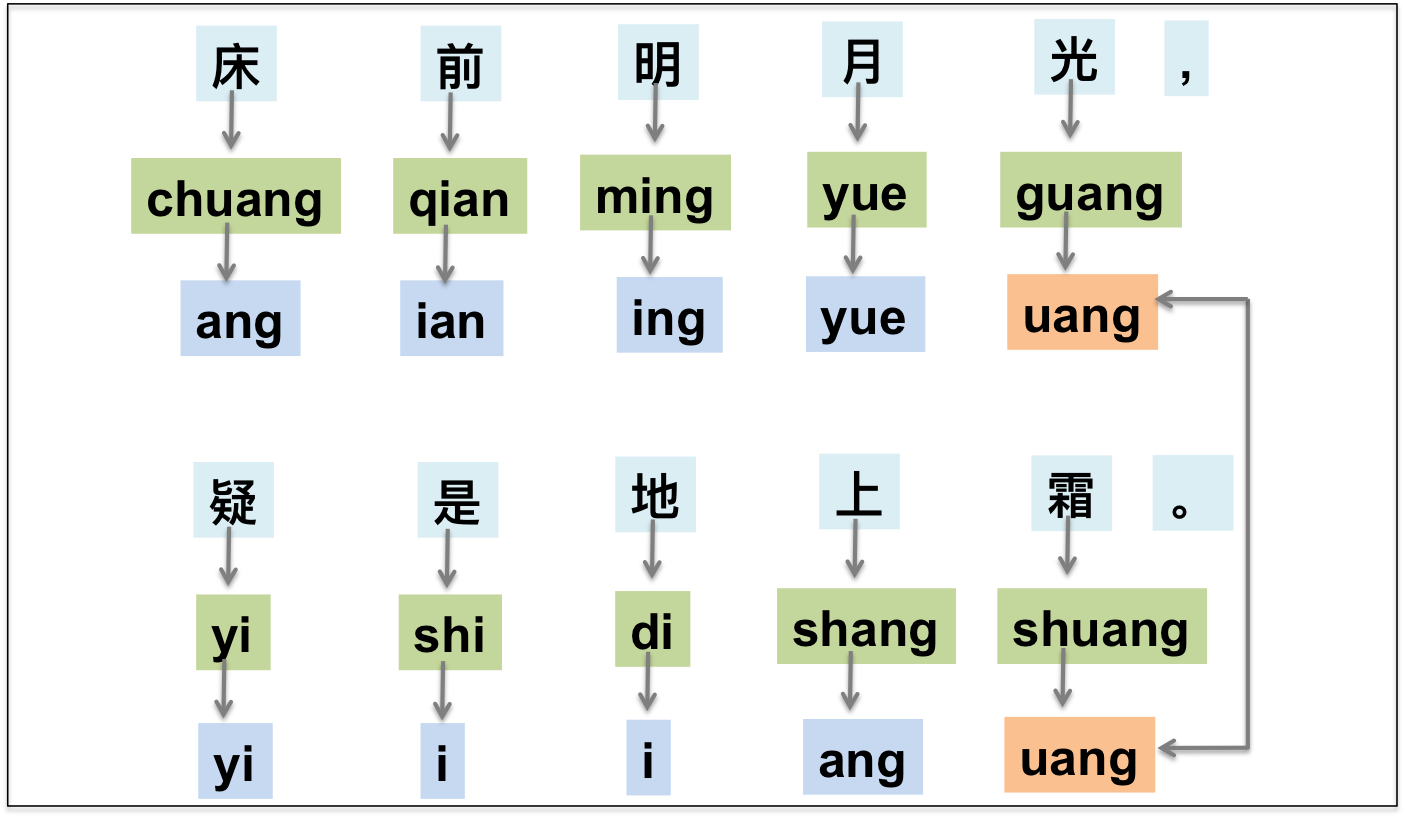 床 前 明 月 光 ，
chuang qian ming yue guang
ang ian ing yue uang
疑 是 地 上 霜 。
yi shi di shang shuang
yi i i ang uang